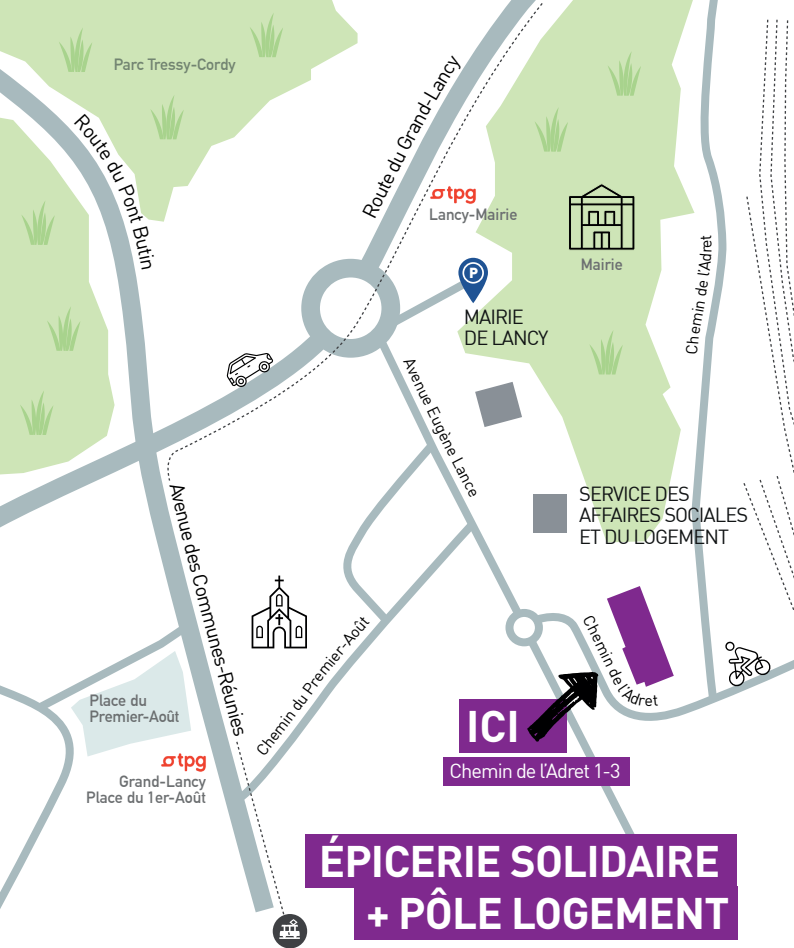 Parc Tressy-Cordy
Route du Grand-Lancy
Route du Pont Butin
tpg
Lancy-Mairie
Mairie
P
MAIRIE
DE LANCY
Chemin de l'Adret
Avenue Eugène Lance
Avenue des Communes-Réunies
SERVICE DES
AFFAIRES SOCIALES
ET DU LOGEMENT
Chemin du Premier-Août
Chemin de l'Adret
Place du
Premier-Août
tpg
Grand-Lancy
Place du 1er-Août
ICI
Chemin de l'Adret 1-3
ÉPICERIE SOLIDAIRE
+ PÔLE LOGEMENT